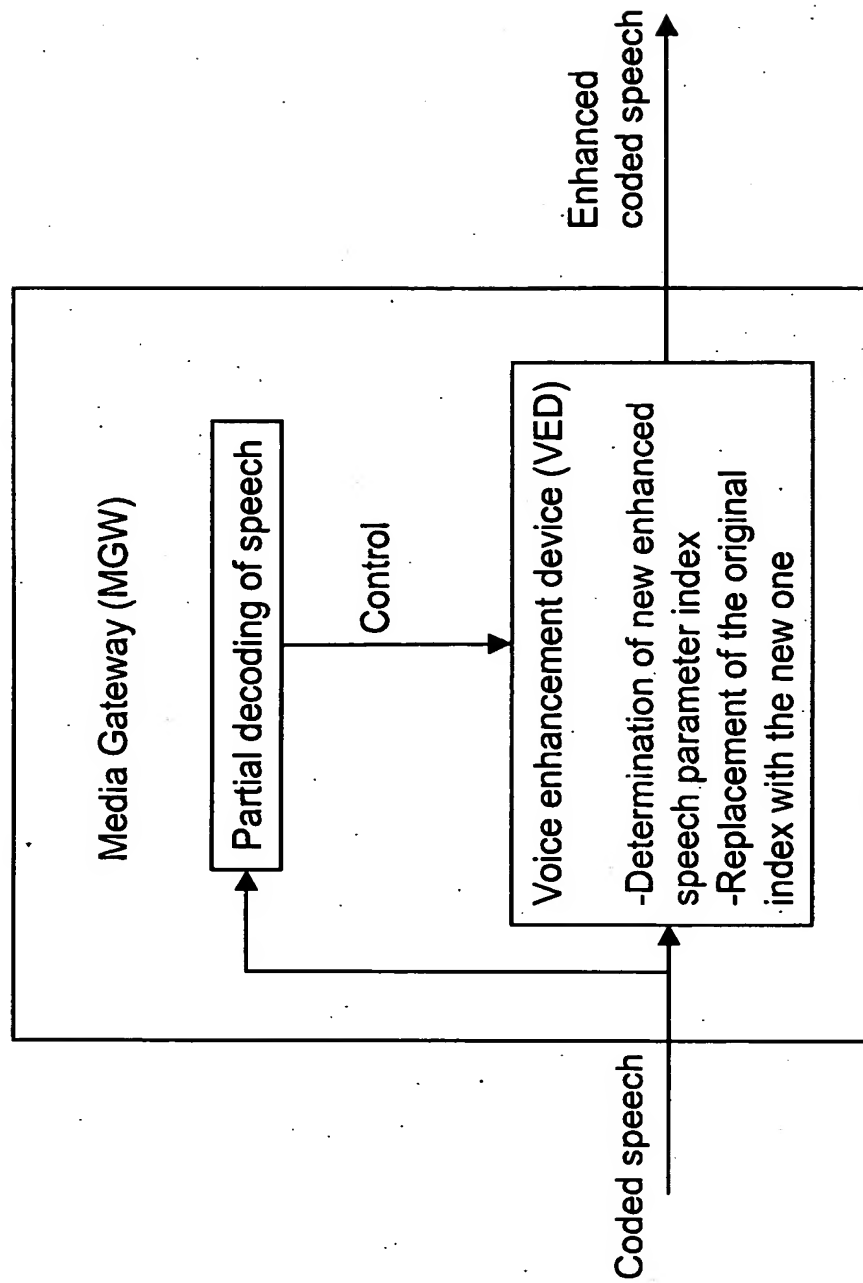 Media Gateway (MGW)
Partial decoding of speech
Control
Coded speech
Voice enhancement device (VED)
-Determination of new enhanced
speech parameter index
-Replacement of the original
index with the new one
Enhanced
coded speech